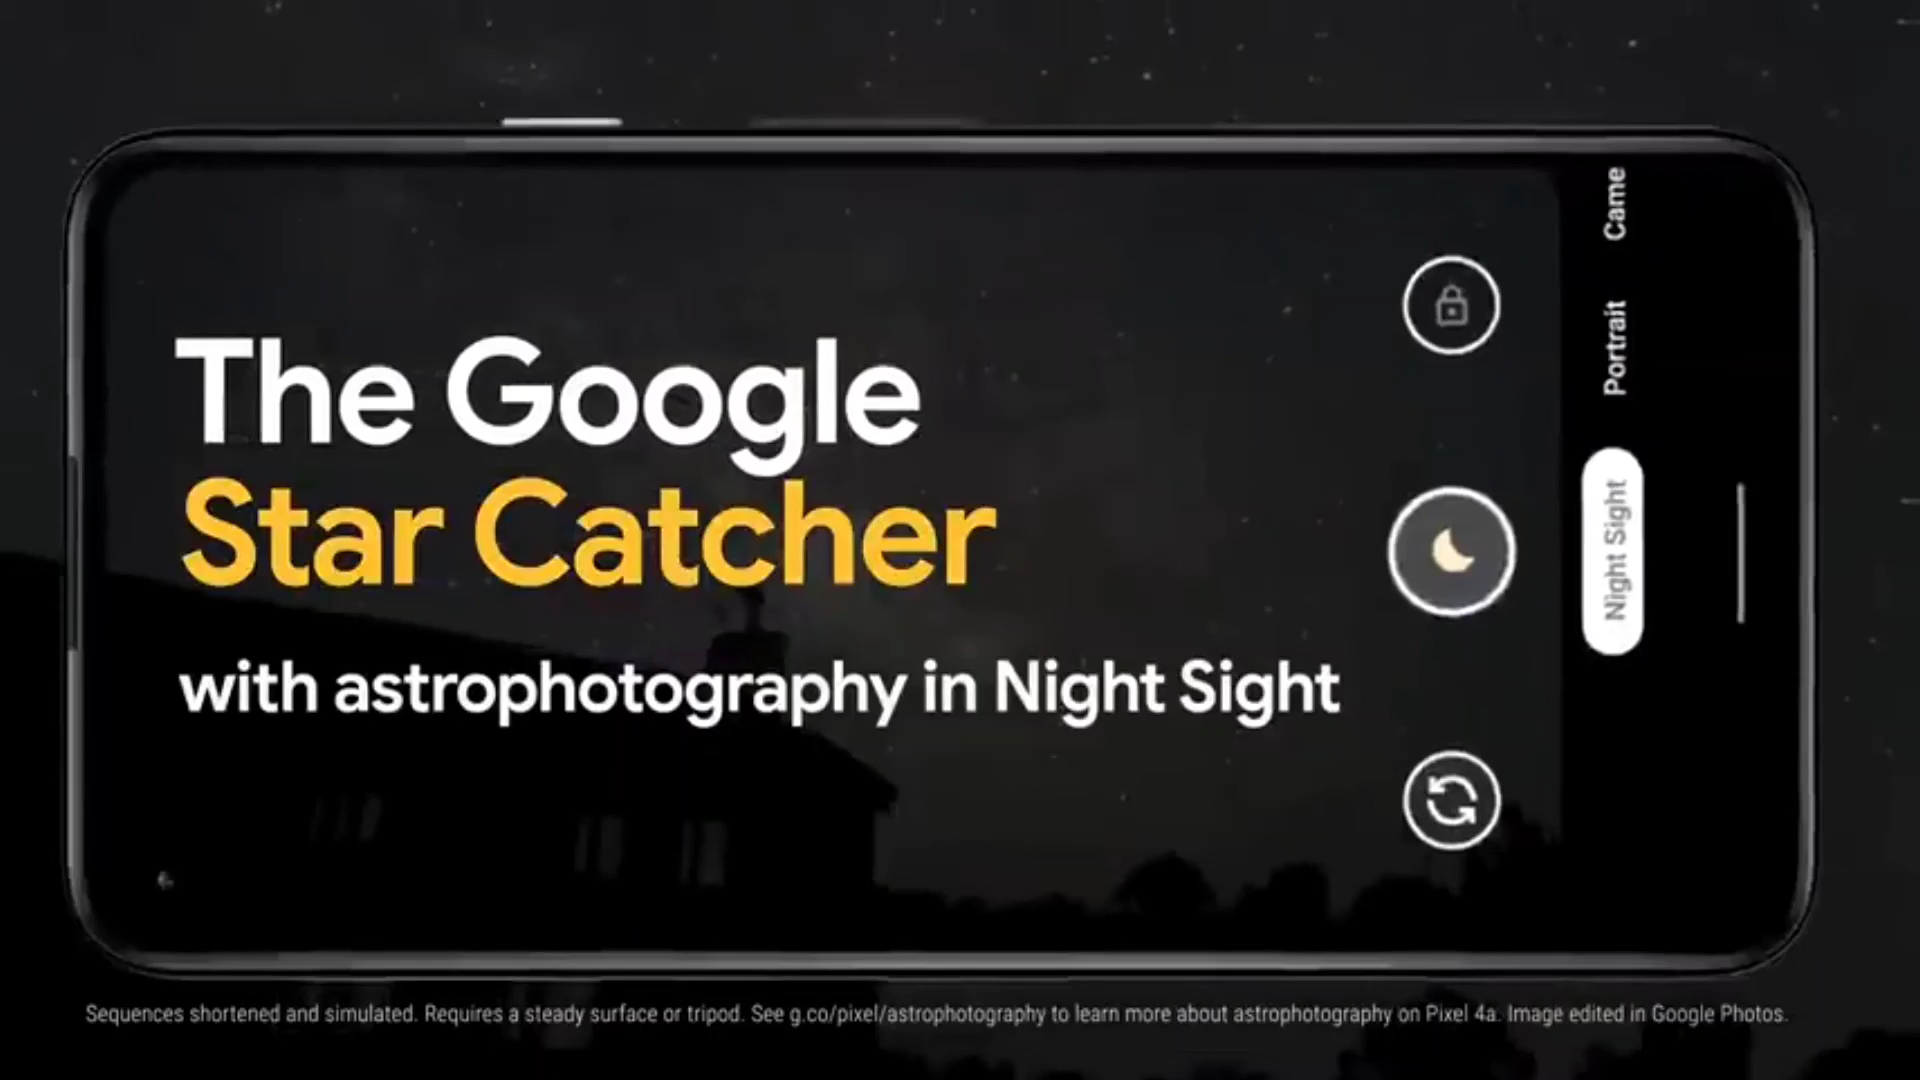 The Google
Star Catcher
with astrophotography in Night Sight
Came
Portrait
Night Sight
Sequences shortened and simulated. Requires a steady surface or tripod. See g.co/pixel/astrophotography to learn more about astrophotography on Pixel 4a. Image edited in Google Photos.